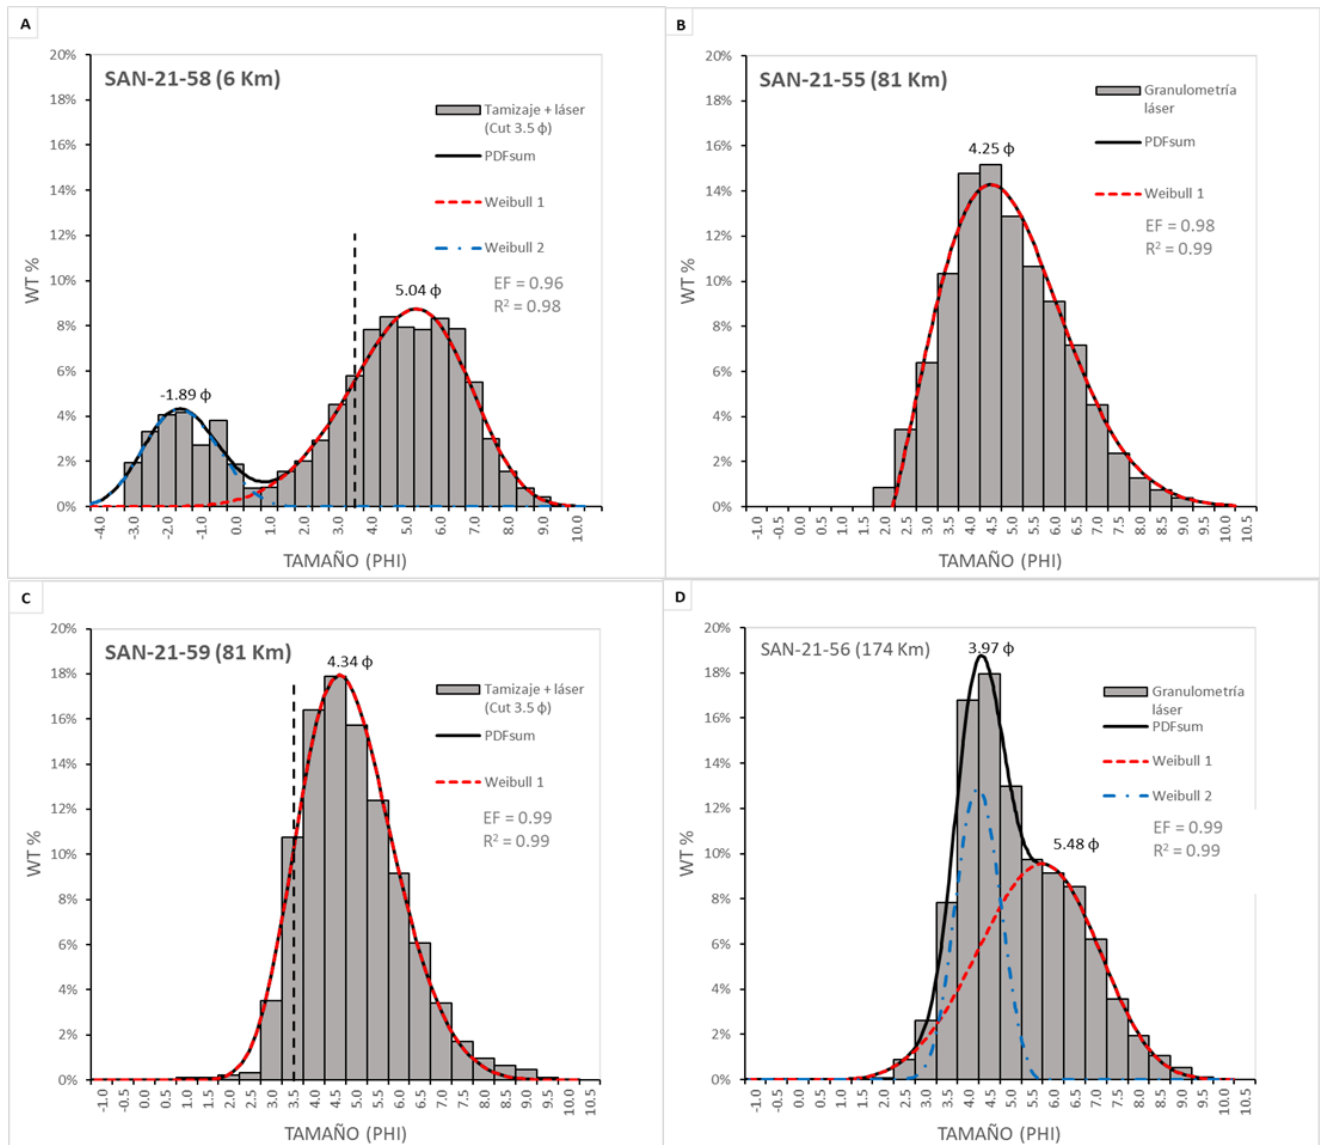 A
SAN-21-58 (6 Km)
20%
18%
16%
14%
12%
10%
8%
6%
4%
2%
0%
WT %
Tamizaje + láser
(Cut 3.5 ϕ)
PDFsum
Weibull 1
Weibull 2
EF = 0.96
R² = 0.98
5.04 ϕ
-1.89 ϕ
-4.0 -3.0 -2.0 -1.0 0.0 1.0 2.0 3.0 4.0 5.0 6.0 7.0 8.0 9.0 10.0
TAMAÑO (PHI)
B
SAN-21-55 (81 Km)
20%
18%
16%
14%
12%
10%
8%
6%
4%
2%
0%
WT %
Granulometría
láser
PDFsum
Weibull 1
EF = 0.98
R² = 0.99
4.25 ϕ
-1.0 -0.5 0.0 0.5 1.0 1.5 2.0 2.5 3.0 3.5 4.0 4.5 5.0 5.5 6.0 6.5 7.0 7.5 8.0 8.5 9.0 9.5 10.0 10.5
TAMAÑO (PHI)
C
SAN-21-59 (81 Km)
20%
18%
16%
14%
12%
10%
8%
6%
4%
2%
0%
WT %
Tamizaje + láser
(Cut 3.5 ϕ)
PDFsum
Weibull 1
EF = 0.99
R² = 0.99
4.34 ϕ
-1.0 -0.5 0.0 0.5 1.0 1.5 2.0 2.5 3.0 3.5 4.0 4.5 5.0 5.5 6.0 6.5 7.0 7.5 8.0 8.5 9.0 9.5 10.0
TAMAÑO (PHI)
D
SAN-21-56 (174 Km)
20%
18%
16%
14%
12%
10%
8%
6%
4%
2%
0%
WT %
Granulometría
láser
PDFsum
Weibull 1
Weibull 2
EF = 0.99
R² = 0.99
3.97 ϕ
5.48 ϕ
-1.0 -0.5 0.0 0.5 1.0 1.5 2.0 2.5 3.0 3.5 4.0 4.5 5.0 5.5 6.0 6.5 7.0 7.5 8.0 8.5 9.0 9.5 10.0 10.5
TAMAÑO (PHI)